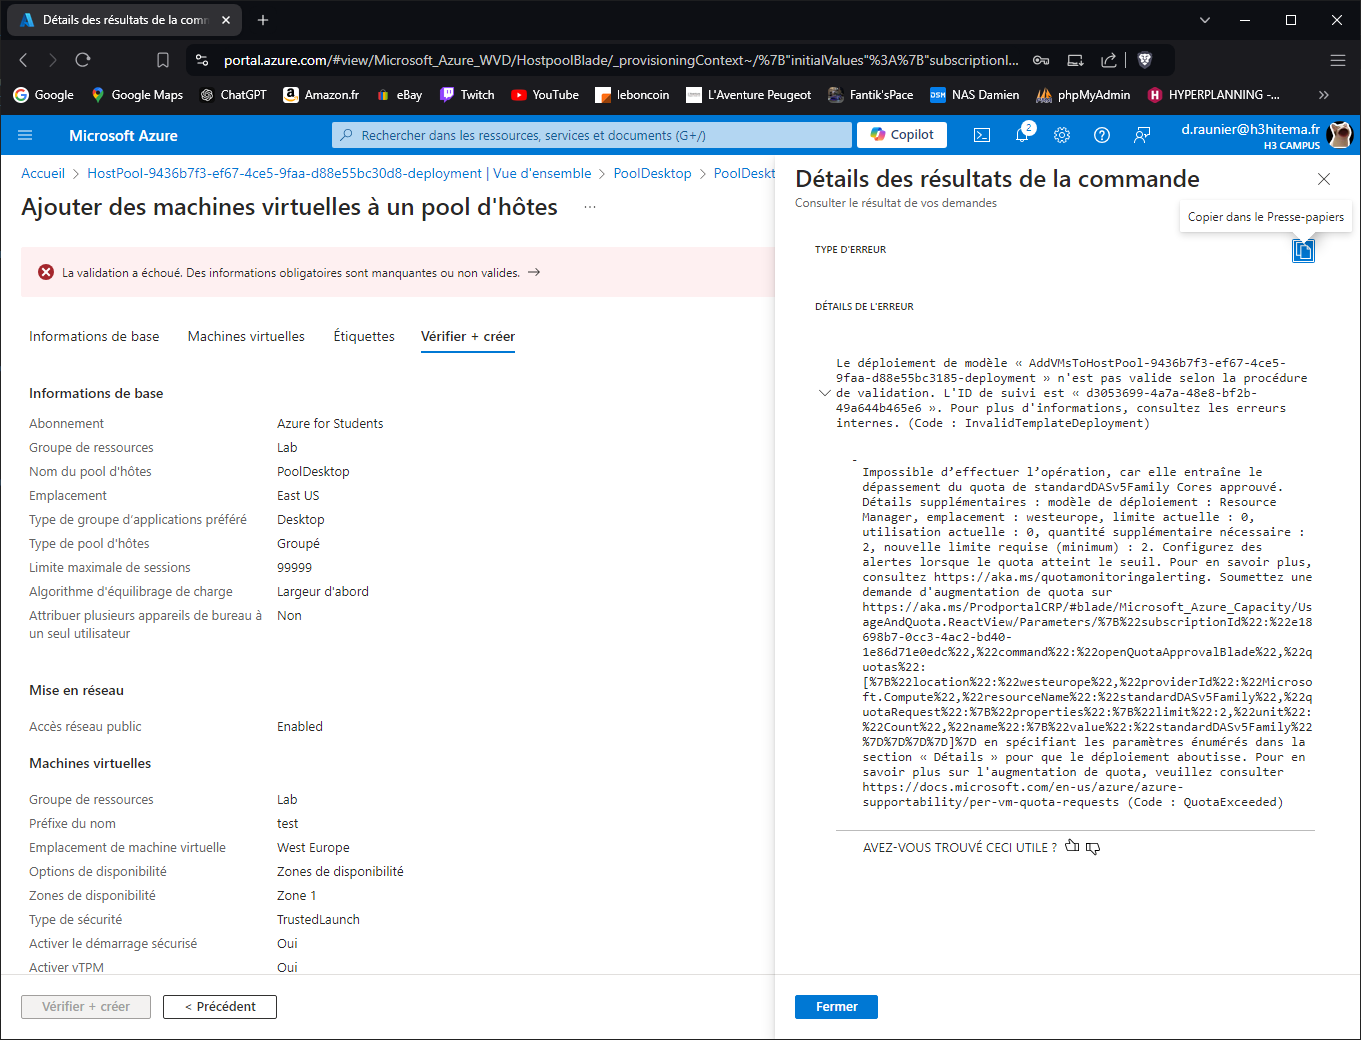 Détails des résultats de la comm
portal.azure.com/#view/Microsoft_Azure_WVD/HostpoolBlade/_provisioningContext~/%7B"initialValues"%3A%7B"subscriptionI...
Google
Google Maps
ChatGPT
Amazon.fr
eBay
Twitch
YouTube
leboncoin
L'Aventure Peugeot
Fantik'sPace
DSM NAS Damien
phpMyAdmin
HYPERPLANNING -...
Microsoft Azure
Rechercher dans les ressources, services et documents (G+/)
Copilot
2
d.raunier@h3hitema.fr
H3 CAMPUS
Accueil > HostPool-9436b7f3-ef67-4ce5-9faa-d88e55bc30d8-deployment | Vue d'ensemble > PoolDesktop > PoolDeskt
Ajouter des machines virtuelles à un pool d'hôtes ...
La validation a échoué. Des informations obligatoires sont manquantes ou non valides. →
Informations de base
Machines virtuelles
Étiquettes
Vérifier + créer
Informations de base
Abonnement Azure for Students
Groupe de ressources Lab
Nom du pool d'hôtes PoolDesktop
Emplacement East US
Type de groupe d'applications préféré Desktop
Type de pool d'hôtes Groupé
Limite maximale de sessions 99999
Algorithme d'équilibrage de charge Largeur d'abord
Attribuer plusieurs appareils de bureau à Non
un seul utilisateur
Mise en réseau
Accès réseau public Enabled
Machines virtuelles
Groupe de ressources Lab
Préfixe du nom test
Emplacement de machine virtuelle West Europe
Options de disponibilité Zones de disponibilité
Zones de disponibilité Zone 1
Type de sécurité TrustedLaunch
Activer le démarrage sécurisé Oui
Activer vTPM Oui
Vérifier + créer
< Précédent
Détails des résultats de la commande
Consulter le résultat de vos demandes
Copier dans le Presse-papiers
TYPE D'ERREUR
DÉTAILS DE L'ERREUR
Le déploiement de modèle « AddVMsToHostPool-9436b7f3-ef67-4ce5-
9faa-d88e55bc3185-deployment » n'est pas valide selon la procédure
de validation. L'ID de suivi est « d3053699-4a7a-48e8-bf2b-
49a644b465e6 ». Pour plus d'informations, consultez les erreurs
internes. (Code : InvalidTemplateDeployment)
-
Impossible d’effectuer l’opération, car elle entraîne le
dépassement du quota de standardDASv5Family Cores approuvé.
Détails supplémentaires : modèle de déploiement : Resource
Manager, emplacement : westeurope, limite actuelle : 0,
utilisation actuelle : 0, quantité supplémentaire nécessaire :
2, nouvelle limite requise (minimum) : 2. Configurez des
alertes lorsque le quota atteint le seuil. Pour en savoir plus,
consultez https://aka.ms/quotamonitoringalerting. Soumettez une
demande d'augmentation de quota sur
https://aka.ms/ProdportalCRP/#blade/Microsoft_Azure_Capacity/Us
ageAndQuota.ReactView/Parameters/%7B%22subscriptionId%22:%22e18
698b7-0cc3-4ac2-bd40-
1e86d71e0edc%22,%22command%22:%22openQuotaApprovalBlade%22,%22q
uotas%22:
[%7B%22location%22:%22westeurope%22,%22providerId%22:%22Microso
ft.Compute%22,%22resourceName%22:%22standardDASv5Family%22,%22q
uotaRequest%22:%7B%22properties%22:%7B%22limit%22:2,%22unit%22:
%22Count%22,%22name%22:%7B%22value%22:%22standardDASv5Family%22
%7D%7D%7D%7D]%7D en spécifiant les paramètres énumérés dans la
section « Détails » pour que le déploiement aboutisse. Pour en
savoir plus sur l'augmentation de quota, veuillez consulter
https://docs.microsoft.com/en-us/azure/azure-
supportability/per-vm-quota-requests (Code : QuotaExceeded)
AVEZ-VOUS TROUVÉ CECI UTILE ?
Fermer